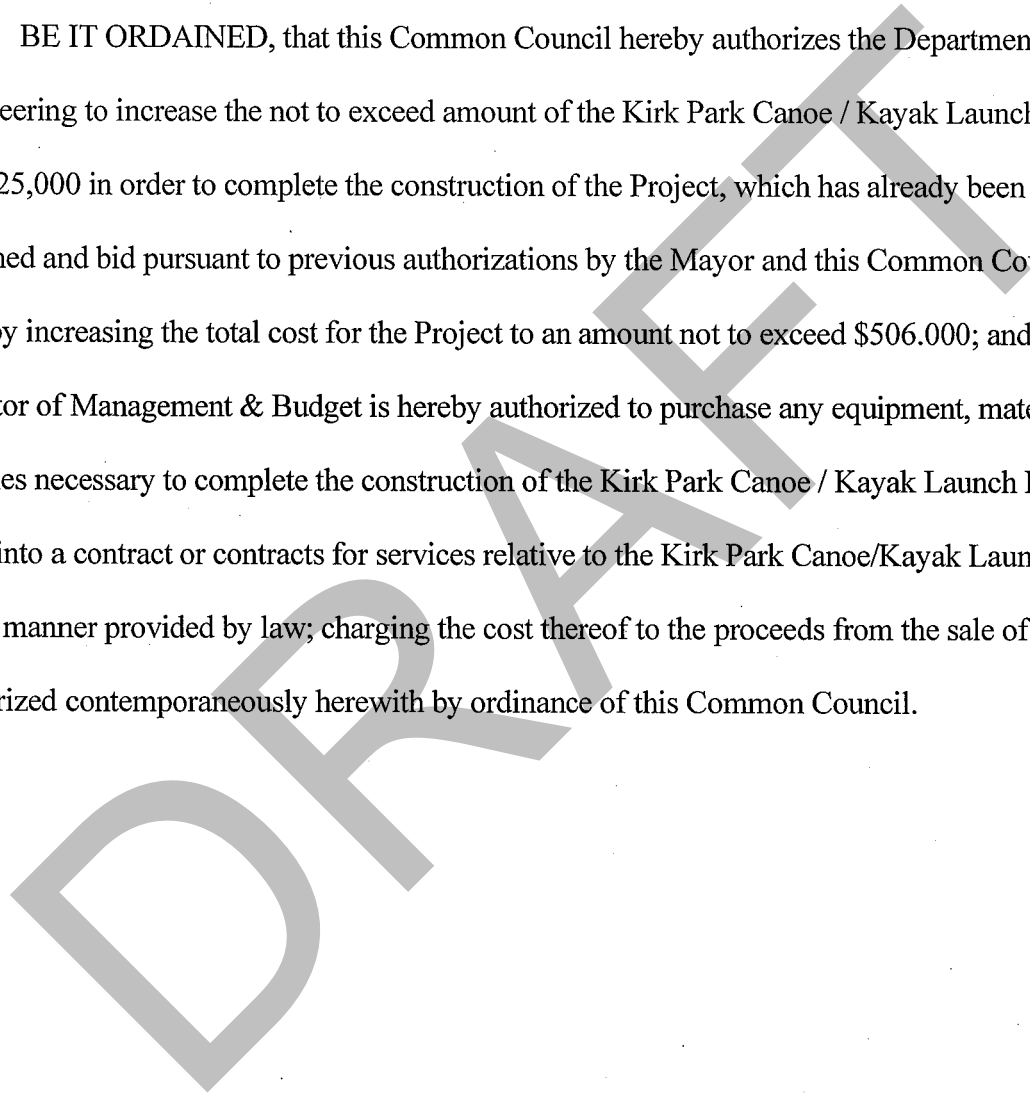 BE IT ORDAINED, that this Common Council hereby authorizes the Departmen
eering to increase the not to exceed amount of the Kirk Park Canoe / Kayak Launch
25,000 in order to complete the construction of the Project, which has already been
ned and bid pursuant to previous authorizations by the Mayor and this Common Co
y increasing the total cost for the Project to an amount not to exceed $506.000; and
tor of Management & Budget is hereby authorized to purchase any equipment, mate
es necessary to complete the construction of the Kirk Park Canoe / Kayak Launch
into a contract or contracts for services relative to the Kirk Park Canoe/Kayak Laun
manner provided by law; charging the cost thereof to the proceeds from the sale of
rized contemporaneously herewith by ordinance of this Common Council.
DRAFT